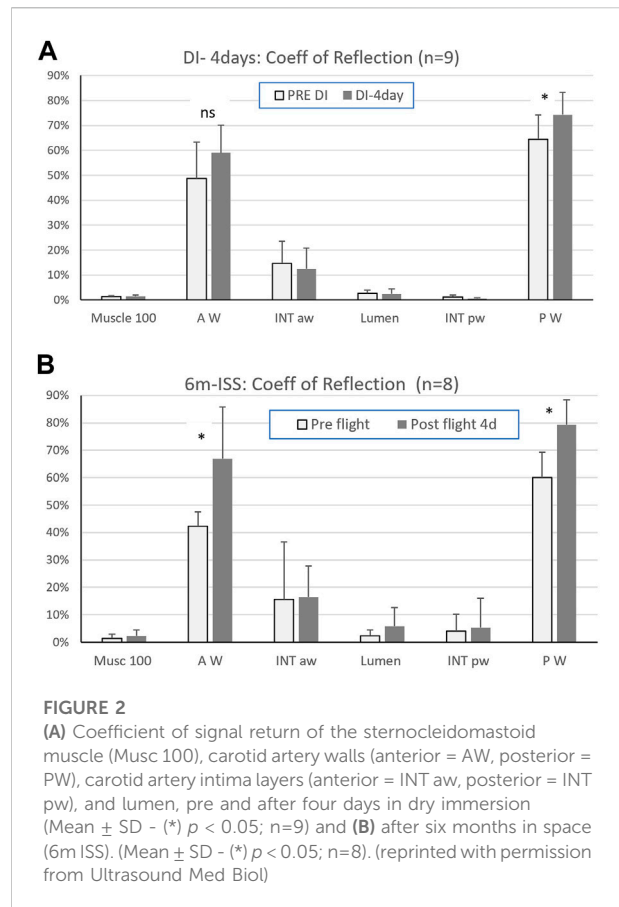 A
DI- 4days: Coeff of Reflection (n=9)
90%
80%
70%
60%
50%
40%
30%
20%
10%
0%
PRE DI DI-4day
ns
*
Muscle 100 A W INT aw Lumen INT pw P W
B
6m-ISS: Coeff of Reflection (n=8)
90%
80%
70%
60%
50%
40%
30%
20%
10%
0%
Pre flight Post flight 4d
*
*
Musc 100 A W INT aw Lumen INT pw P W
FIGURE 2
(A) Coefficient of signal return of the sternocleidomastoid
muscle (Musc 100), carotid artery walls (anterior = AW, posterior =
PW), carotid artery intima layers (anterior = INT aw, posterior = INT
pw), and lumen, pre and after four days in dry immersion
(Mean ± SD - (*) p < 0.05; n=9) and (B) after six months in space
(6m ISS). (Mean ± SD - (*) p < 0.05; n=8). (reprinted with permission
from Ultrasound Med Biol)